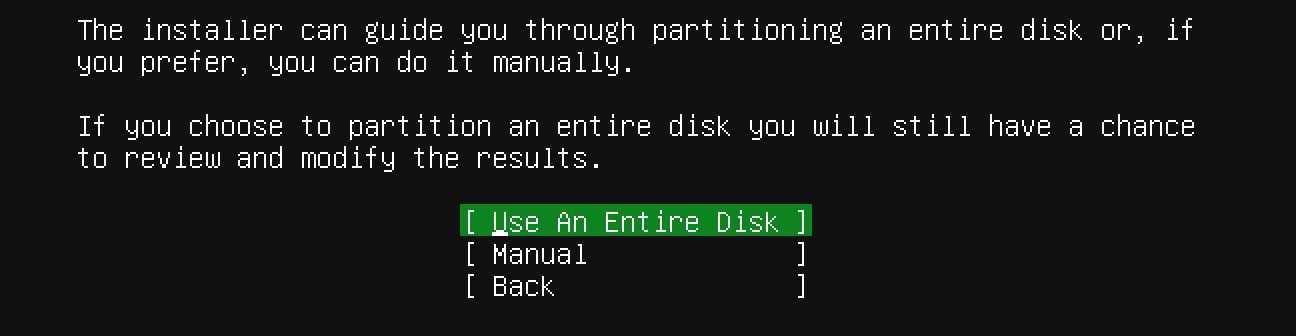 The installer can guide you through partitioning an entire disk or, if
you prefer, you can do it manually.
If you choose to partition an entire disk you will still have a chance
to review and modify the results.
[ Use An Entire Disk ]
[ Manual ]
[ Back ]